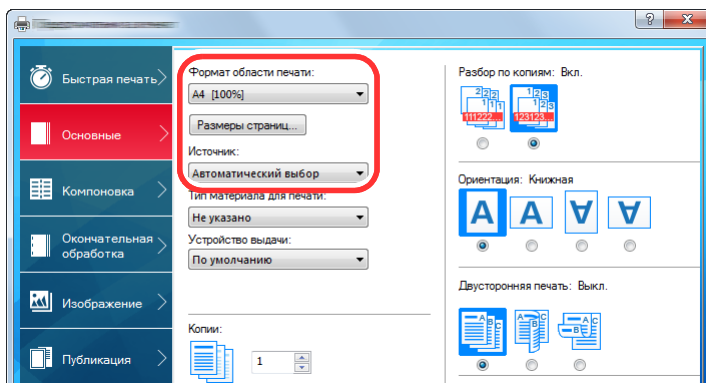 Быстрая печать
Основные
Компоновка
Окончательная
обработка
Изображение
Публикация
Формат области печати:
A4 [100%]
Размеры страниц...
Источник:
Автоматический выбор
Тип материала для печати:
Не указано
Устройство выдачи:
По умолчанию
Копии:
1
Разбор по копиям: Вкл.
111222...
123123...
Ориентация: Книжная
A A A A
Двусторонняя печать: Выкл.
A B C
A B C
A B C